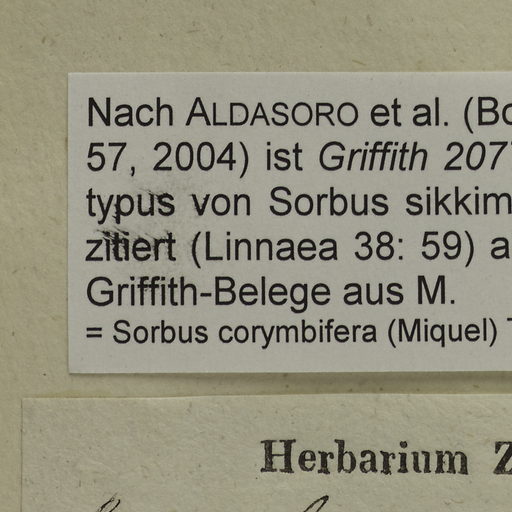 Nach ALDASORO et al. (Bo
57, 2004) ist Griffith 207
typus von Sorbus sikkim
zitiert (Linnaea 38: 59) a
Griffith-Belege aus M.
= Sorbus corymbifera (Miquel)
Herbarium Z